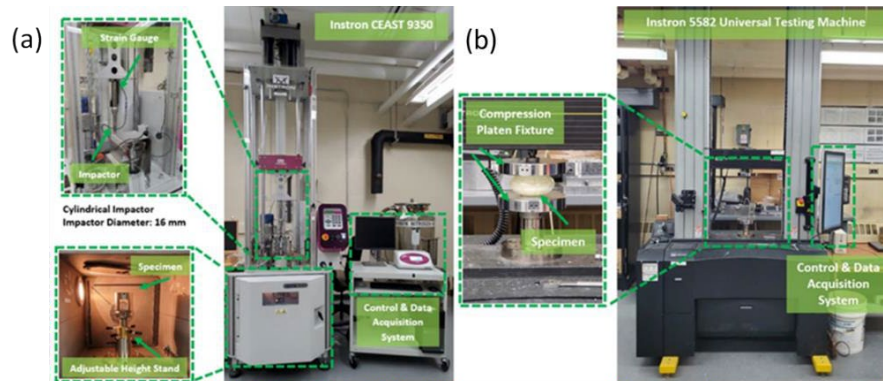 (a)
Strain Gauge
Impactor
Cylindrical Impactor
Impactor Diameter: 16 mm
Specimen
Adjustable Height Stand
Instron CEAST 9350
INSTRON
Control & Data
Acquisition
System
(b)
Instron 5582 Universal Testing Machine
Compression
Platen Fixture
Specimen
Control & Data
Acquisition
System